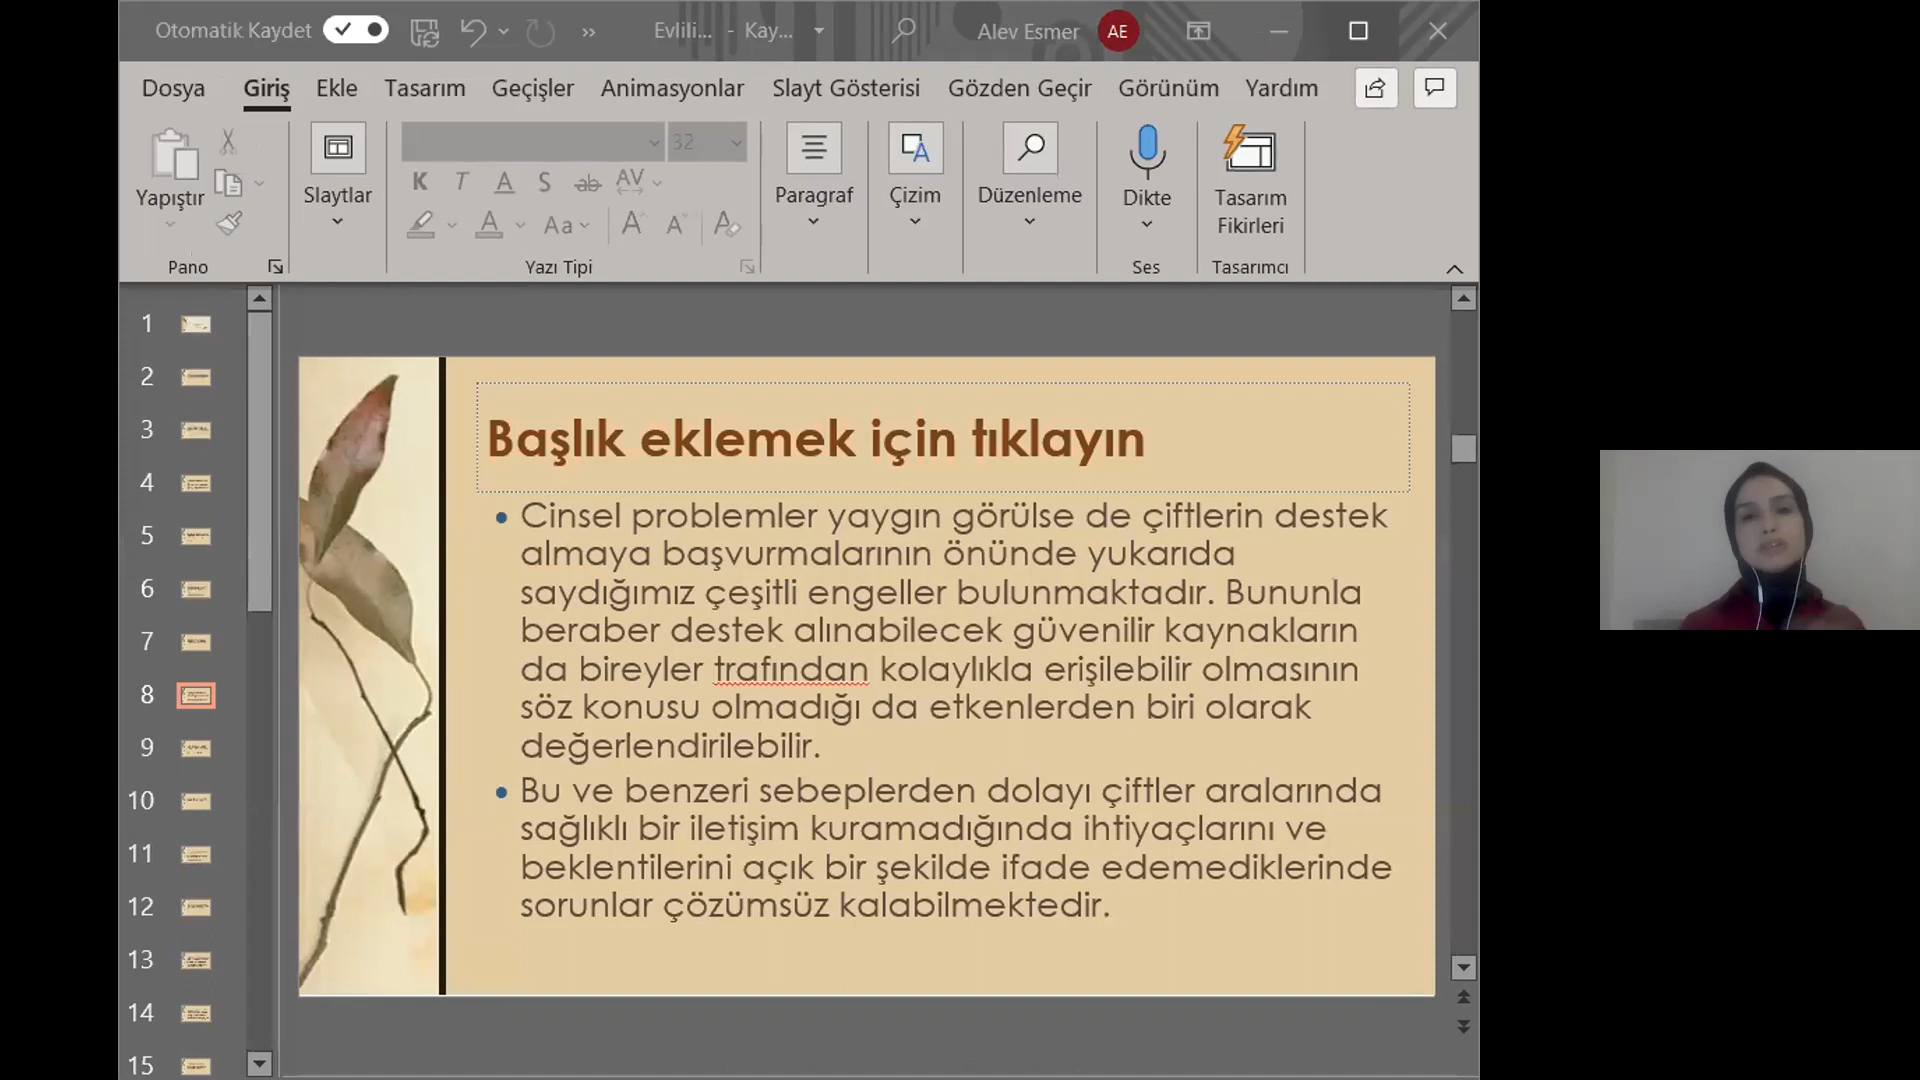 Otomatik Kaydet
Evlili... - Kay...
Alev Esmer AE
Dosya Giriş Ekle Tasarım Geçişler Animasyonlar Slayt Gösterisi Gözden Geçir Görünüm Yardım
32
K T A S ab AV
A Aa A A A
Yapıştır
Slaytlar
Paragraf
Çizim
Düzenleme
Dikte
Tasarım
Fikirleri
Pano
Yazı Tipi
Ses
Tasarımcı
1
2
3
4
5
6
7
8
9
10
11
12
13
14
15
Başlık eklemek için tıklayın
• Cinsel problemler yaygın görülse de çiftlerin destek
almaya başvurmalarının önünde yukarıda
saydığımız çeşitli engeller bulunmaktadır. Bununla
beraber destek alınabilecek güvenilir kaynakların
da bireyler trafından kolaylıkla erişilebilir olmasının
söz konusu olmadığı da etkenlerden biri olarak
değerlendirilebilir.
• Bu ve benzeri sebeplerden dolayı çiftler aralarında
sağlıklı bir iletişim kuramadığında ihtiyaçlarını ve
beklentilerini açık bir şekilde ifade edemediklerinde
sorunlar çözümsüz kalabilmektedir.